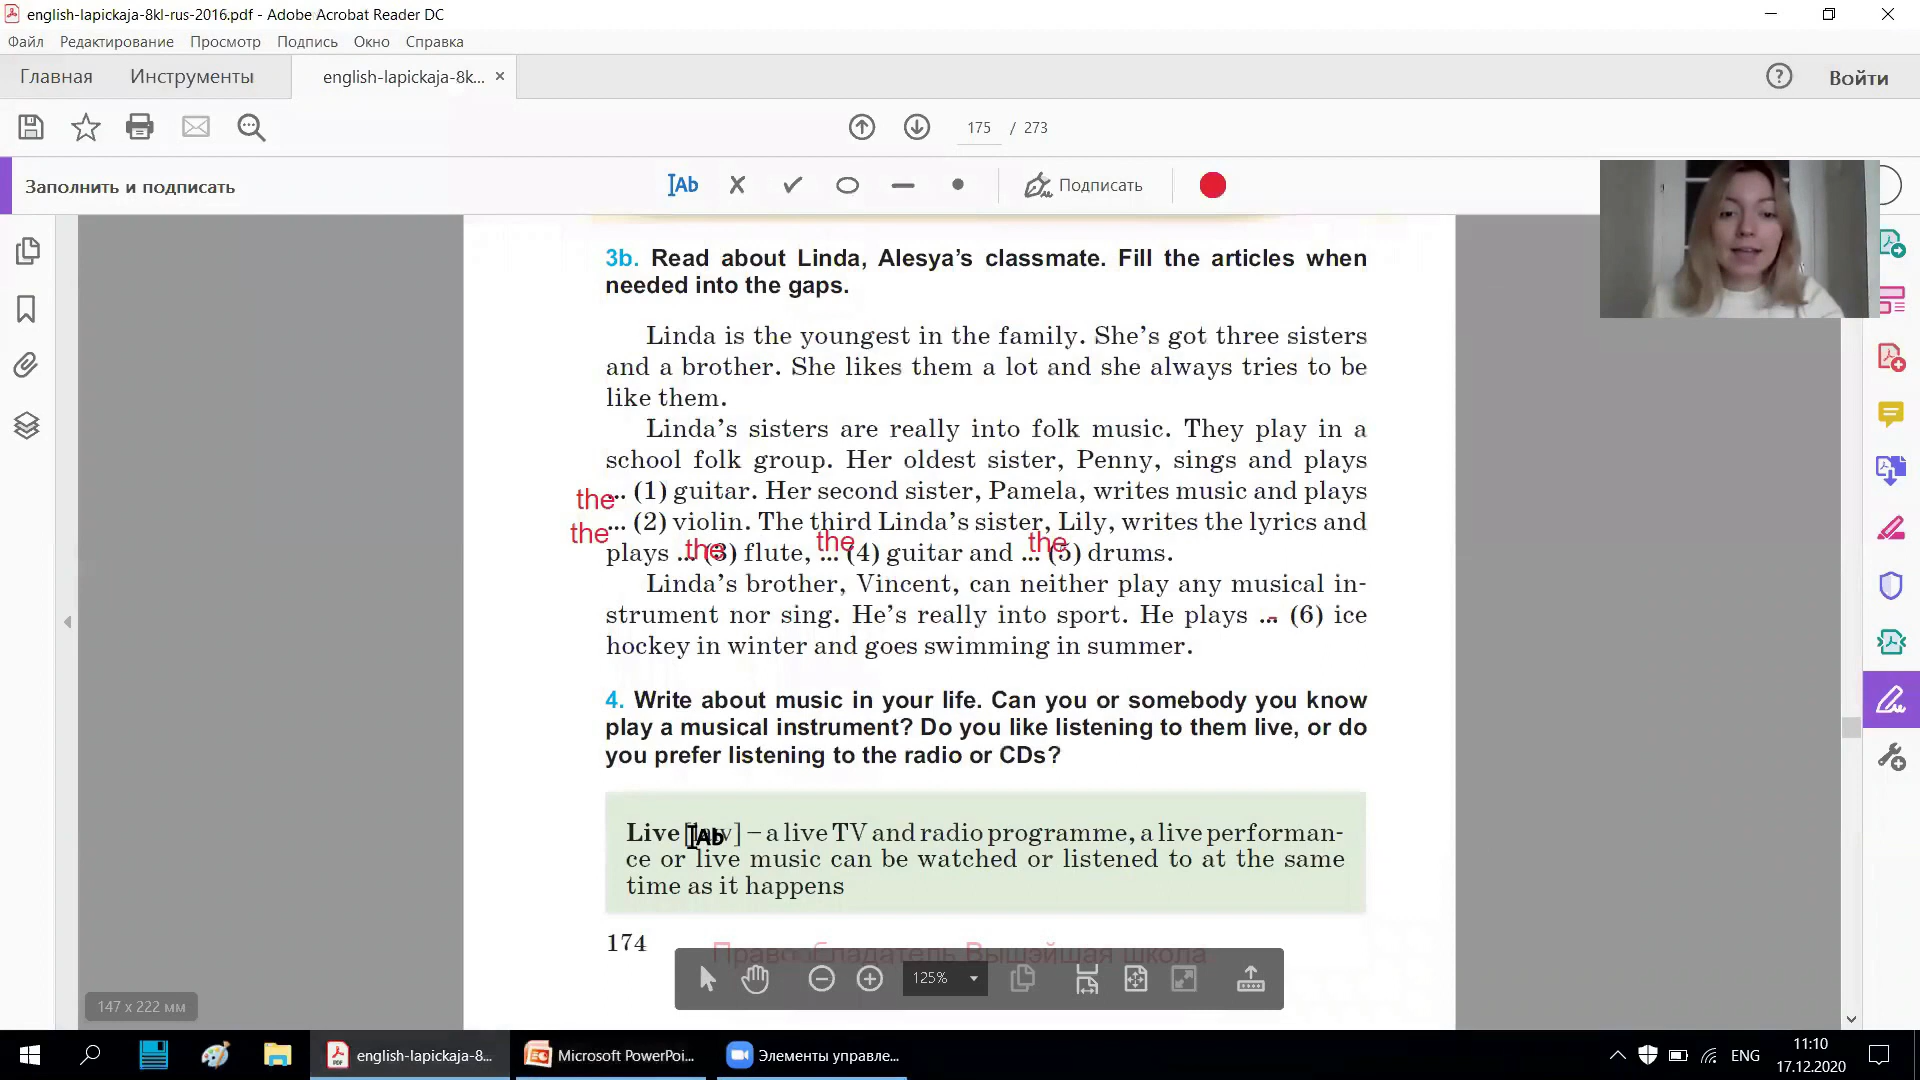 english-lapickaja-8kl-rus-2016.pdf - Adobe Acrobat Reader DC
Файл Редактирование Просмотр Подпись Окно Справка
Главная Инструменты english-lapickaja-8k... × ? Войти
175 / 273
Заполнить и подписать Ab Подписать
3b. Read about Linda, Alesya's classmate. Fill the articles when
needed into the gaps.
Linda is the youngest in the family. She's got three sisters
and a brother. She likes them a lot and she always tries to be
like them.
Linda's sisters are really into folk music. They play in a
school folk group. Her oldest sister, Penny, sings and plays
the ... (1) guitar. Her second sister, Pamela, writes music and plays
the ... (2) violin. The third Linda's sister, Lily, writes the lyrics and
plays ... the (3) flute, the ... (4) guitar and the ... (5) drums.
Linda's brother, Vincent, can neither play any musical in-
strument nor sing. He's really into sport. He plays ... - (6) ice
hockey in winter and goes swimming in summer.
4. Write about music in your life. Can you or somebody you know
play a musical instrument? Do you like listening to them live, or do
you prefer listening to the radio or CDs?
Live – a live TV and radio programme, a live performan-
ce or live music can be watched or listened to at the same
time as it happens
174
Правообладатель Вышэйшая школа
125%
147 x 222 мм
english-lapickaja-8... Microsoft PowerPoi... Элементы управле... ENG 11:10
17.12.2020